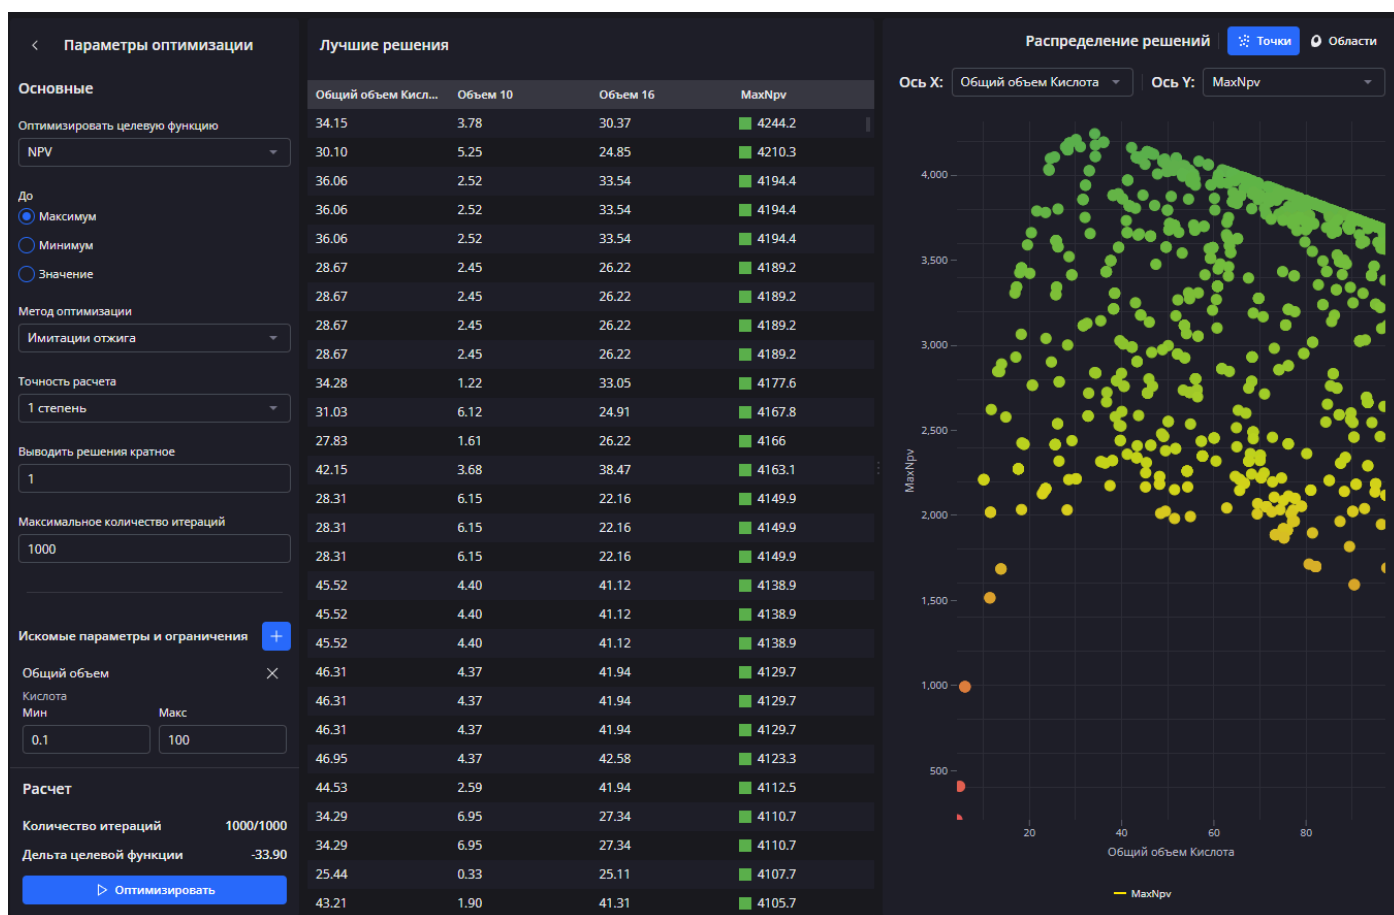 Параметры оптимизации
Основные
Оптимизировать целевую функцию
NPV
До
Максимум
Минимум
Значение
Метод оптимизации
Имитации отжига
Точность расчета
1 степень
Выводить решения кратное
1
Максимальное количество итераций
1000
Искомые параметры и ограничения
Общий объем
Кислота
Мин Макс
0.1 100
Расчет
Количество итераций 1000/1000
Дельта целевой функции -33.90
Оптимизировать
Лучшие решения
Общий объем Кисл... Объем 10 Объем 16 MaxNpv
34.15 3.78 30.37 4244.2
30.10 5.25 24.85 4210.3
36.06 2.52 33.54 4194.4
36.06 2.52 33.54 4194.4
36.06 2.52 33.54 4194.4
28.67 2.45 26.22 4189.2
28.67 2.45 26.22 4189.2
28.67 2.45 26.22 4189.2
28.67 2.45 26.22 4189.2
34.28 1.22 33.05 4177.6
31.03 6.12 24.91 4167.8
27.83 1.61 26.22 4166
42.15 3.68 38.47 4163.1
28.31 6.15 22.16 4149.9
28.31 6.15 22.16 4149.9
28.31 6.15 22.16 4149.9
45.52 4.40 41.12 4138.9
45.52 4.40 41.12 4138.9
45.52 4.40 41.12 4138.9
46.31 4.37 41.94 4129.7
46.31 4.37 41.94 4129.7
46.31 4.37 41.94 4129.7
46.95 4.37 42.58 4123.3
44.53 2.59 41.94 4112.5
34.29 6.95 27.34 4110.7
34.29 6.95 27.34 4110.7
25.44 0.33 25.11 4107.7
43.21 1.90 41.31 4105.7
Распределение решений Точки Области
Ось X: Общий объем Кислота Ось Y: MaxNpv
4,000
3,500
3,000
2,500
2,000
1,500
1,000
500
MaxNpv
20 40 60 80
Общий объем Кислота
MaxNpv